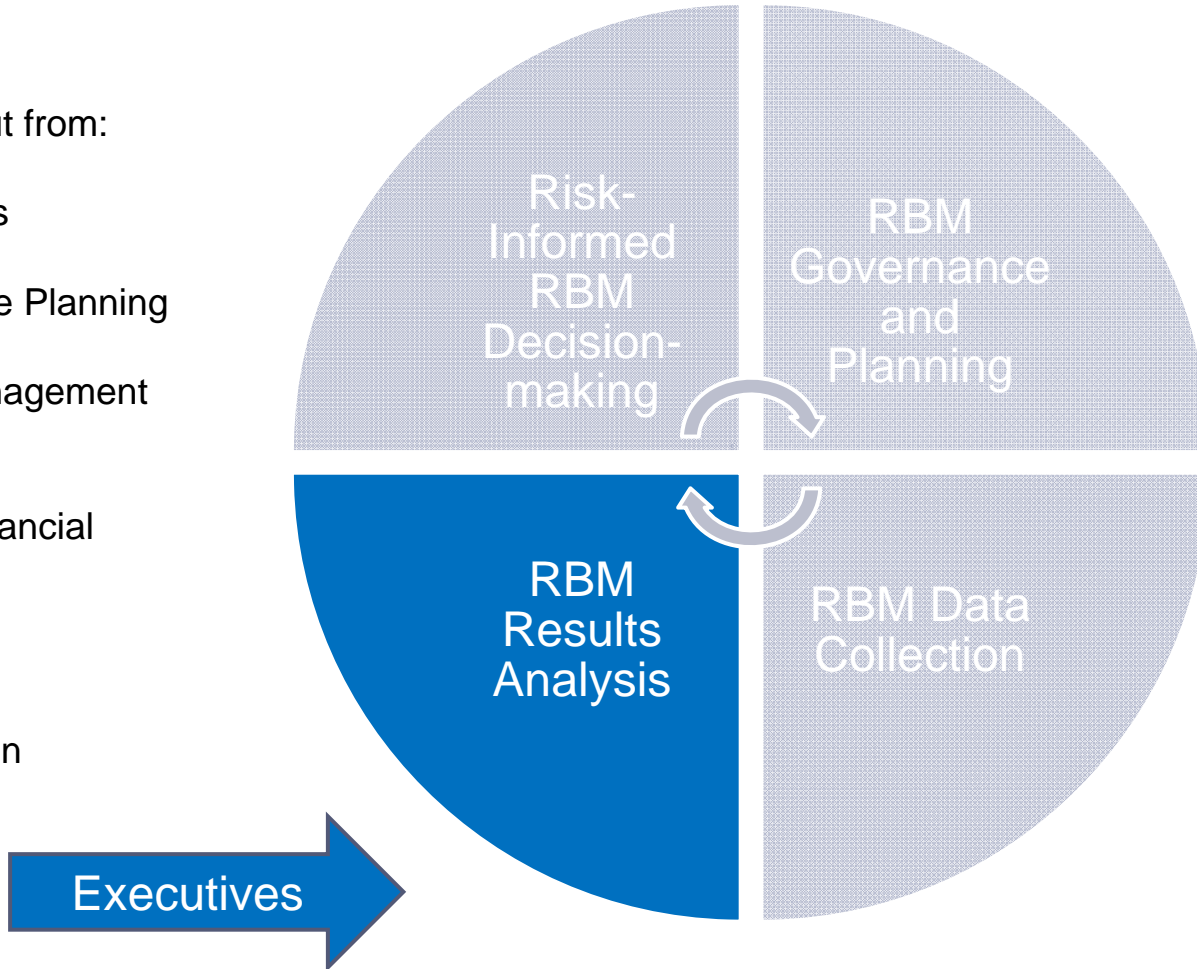 t from:
s
e Planning
nagement
nancial
n
Executives
Risk-
Informed
RBM
Decision-
making
RBM
Governance
and
Planning
RBM
Results
Analysis
RBM Data
Collection